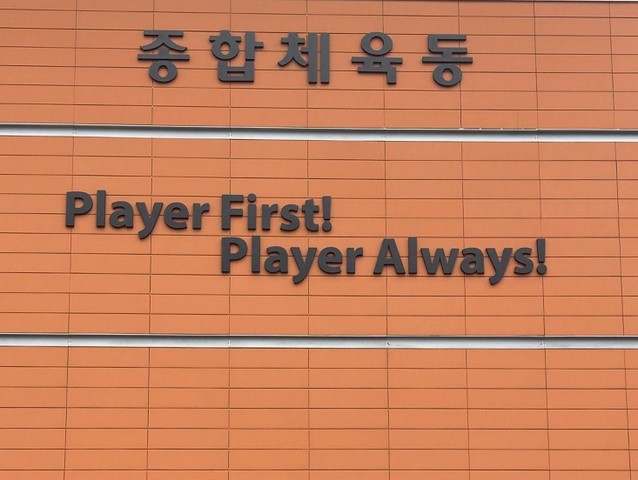 종합체육동
Player First!
Player Always!